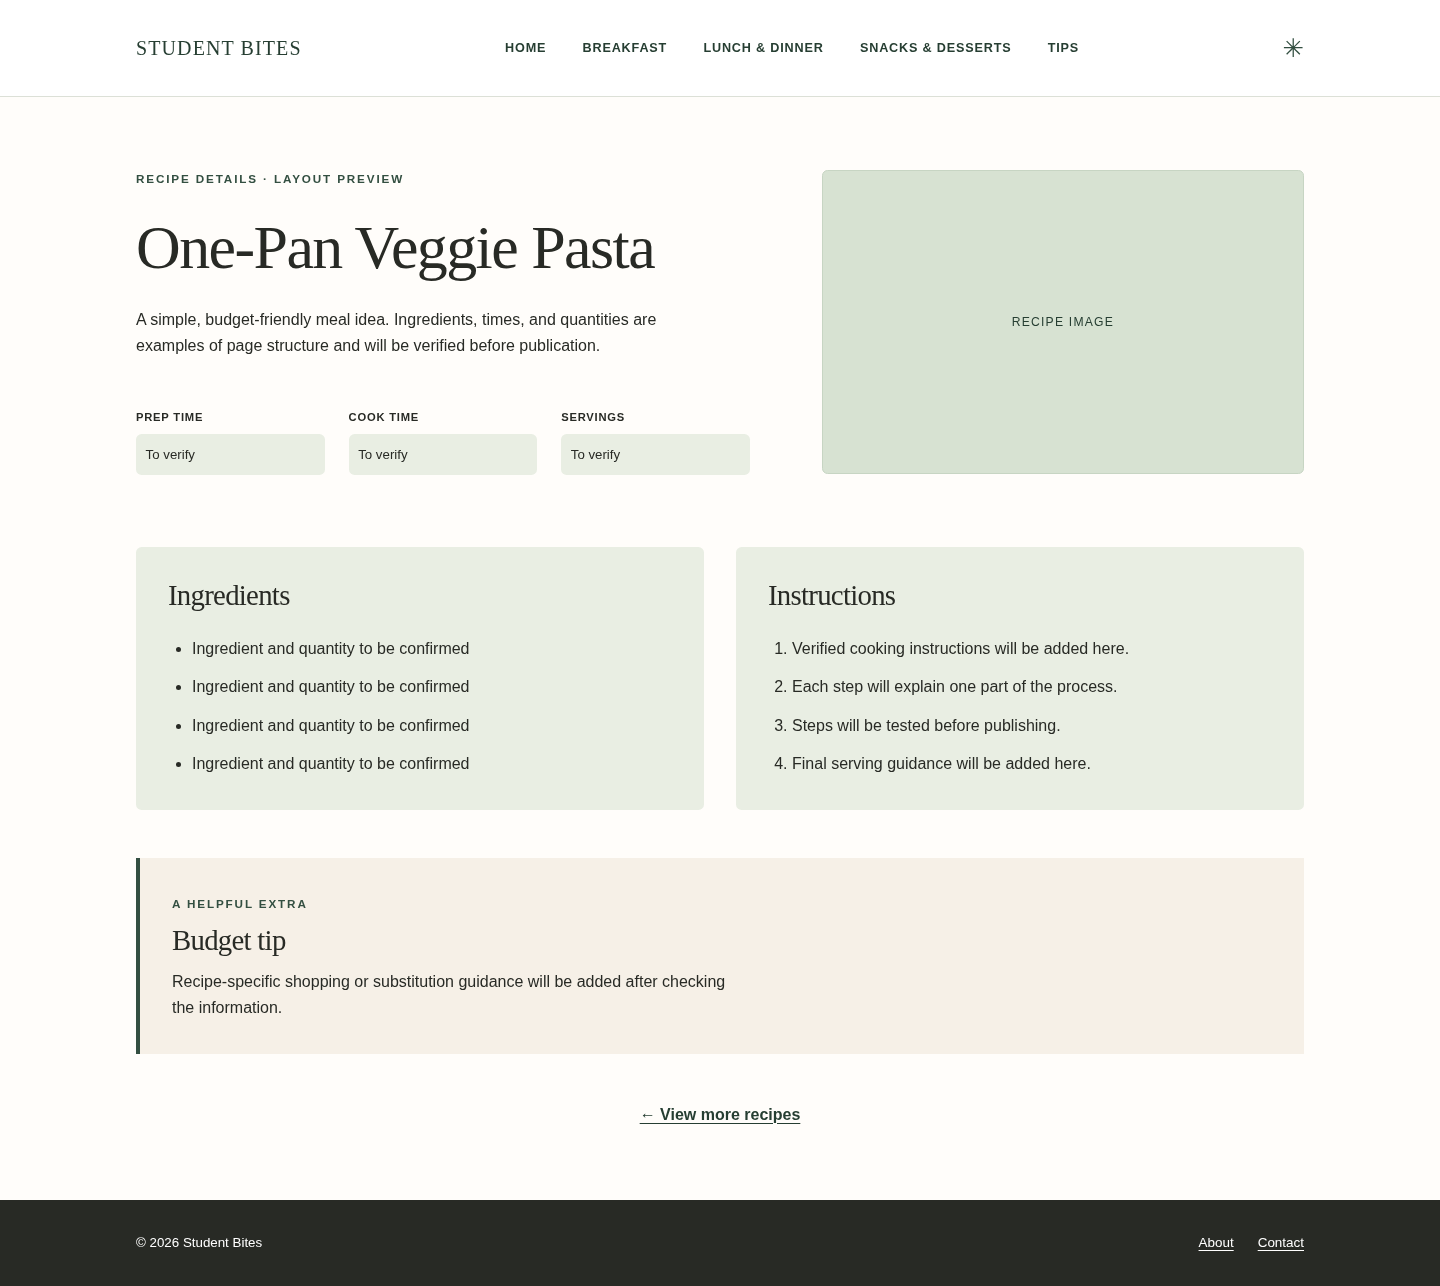 STUDENT BITES
HOME BREAKFAST LUNCH & DINNER SNACKS & DESSERTS TIPS
RECIPE DETAILS · LAYOUT PREVIEW
One-Pan Veggie Pasta
A simple, budget-friendly meal idea. Ingredients, times, and quantities are
examples of page structure and will be verified before publication.
PREP TIME
To verify
COOK TIME
To verify
SERVINGS
To verify
RECIPE IMAGE
Ingredients
• Ingredient and quantity to be confirmed
• Ingredient and quantity to be confirmed
• Ingredient and quantity to be confirmed
• Ingredient and quantity to be confirmed
Instructions
1. Verified cooking instructions will be added here.
2. Each step will explain one part of the process.
3. Steps will be tested before publishing.
4. Final serving guidance will be added here.
A HELPFUL EXTRA
Budget tip
Recipe-specific shopping or substitution guidance will be added after checking
the information.
← View more recipes
© 2026 Student Bites
About Contact